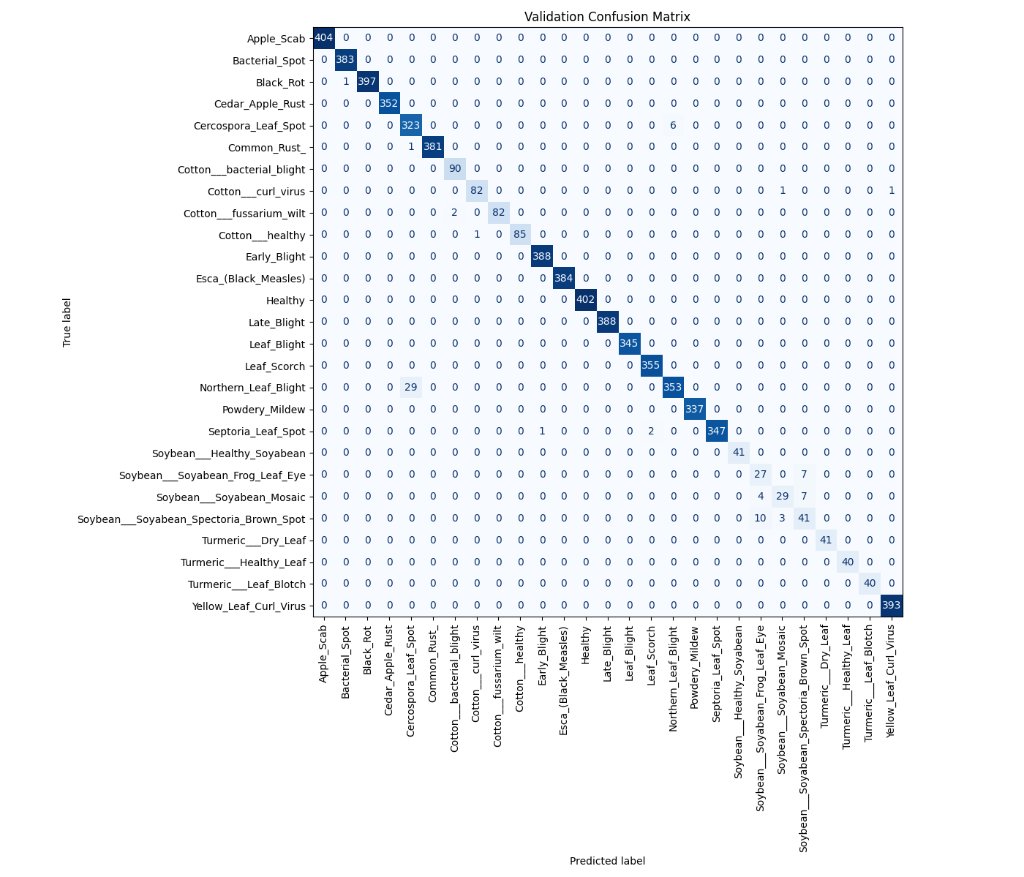 Validation Confusion Matrix
True label
Apple_Scab 404 0 0 0 0 0 0 0 0 0 0 0 0 0 0 0 0 0 0 0 0 0 0 0 0 0 0
Bacterial_Spot 0 383 0 0 0 0 0 0 0 0 0 0 0 0 0 0 0 0 0 0 0 0 0 0 0 0 0
Black_Rot 0 1 397 0 0 0 0 0 0 0 0 0 0 0 0 0 0 0 0 0 0 0 0 0 0 0 0
Cedar_Apple_Rust 0 0 0 352 0 0 0 0 0 0 0 0 0 0 0 0 0 0 0 0 0 0 0 0 0 0 0
Cercospora_Leaf_Spot 0 0 0 0 323 0 0 0 0 0 0 0 0 0 0 0 6 0 0 0 0 0 0 0 0 0 0
Common_Rust_ 0 0 0 0 1 381 0 0 0 0 0 0 0 0 0 0 0 0 0 0 0 0 0 0 0 0 0
Cotton___bacterial_blight 0 0 0 0 0 0 90 0 0 0 0 0 0 0 0 0 0 0 0 0 0 0 0 0 0 0 0
Cotton___curl_virus 0 0 0 0 0 0 0 82 0 0 0 0 0 0 0 0 0 0 0 0 0 1 0 0 0 0 1
Cotton___fussarium_wilt 0 0 0 0 0 0 2 0 82 0 0 0 0 0 0 0 0 0 0 0 0 0 0 0 0 0 0
Cotton___healthy 0 0 0 0 0 0 0 1 0 85 0 0 0 0 0 0 0 0 0 0 0 0 0 0 0 0 0
Early_Blight 0 0 0 0 0 0 0 0 0 0 388 0 0 0 0 0 0 0 0 0 0 0 0 0 0 0 0
Esca_(Black_Measles) 0 0 0 0 0 0 0 0 0 0 0 384 0 0 0 0 0 0 0 0 0 0 0 0 0 0 0
Healthy 0 0 0 0 0 0 0 0 0 0 0 0 402 0 0 0 0 0 0 0 0 0 0 0 0 0 0
Late_Blight 0 0 0 0 0 0 0 0 0 0 0 0 0 388 0 0 0 0 0 0 0 0 0 0 0 0 0
Leaf_Blight 0 0 0 0 0 0 0 0 0 0 0 0 0 0 345 0 0 0 0 0 0 0 0 0 0 0 0
Leaf_Scorch 0 0 0 0 0 0 0 0 0 0 0 0 0 0 0 355 0 0 0 0 0 0 0 0 0 0 0
Northern_Leaf_Blight 0 0 0 0 29 0 0 0 0 0 0 0 0 0 0 0 353 0 0 0 0 0 0 0 0 0 0
Powdery_Mildew 0 0 0 0 0 0 0 0 0 0 0 0 0 0 0 0 0 337 0 0 0 0 0 0 0 0 0
Septoria_Leaf_Spot 0 0 0 0 0 0 0 0 0 0 1 0 0 0 0 2 0 0 347 0 0 0 0 0 0 0 0
Soybean___Healthy_Soyabean 0 0 0 0 0 0 0 0 0 0 0 0 0 0 0 0 0 0 0 41 0 0 0 0 0 0 0
Soybean___Soyabean_Frog_Leaf_Eye 0 0 0 0 0 0 0 0 0 0 0 0 0 0 0 0 0 0 0 0 27 0 7 0 0 0 0
Soybean___Soyabean_Mosaic 0 0 0 0 0 0 0 0 0 0 0 0 0 0 0 0 0 0 0 0 4 29 7 0 0 0 0
Soybean___Soyabean_Spectoria_Brown_Spot 0 0 0 0 0 0 0 0 0 0 0 0 0 0 0 0 0 0 0 0 10 3 41 0 0 0 0
Turmeric___Dry_Leaf 0 0 0 0 0 0 0 0 0 0 0 0 0 0 0 0 0 0 0 0 0 0 0 41 0 0 0
Turmeric___Healthy_Leaf 0 0 0 0 0 0 0 0 0 0 0 0 0 0 0 0 0 0 0 0 0 0 0 0 40 0 0
Turmeric___Leaf_Blotch 0 0 0 0 0 0 0 0 0 0 0 0 0 0 0 0 0 0 0 0 0 0 0 0 0 40 0
Yellow_Leaf_Curl_Virus 0 0 0 0 0 0 0 0 0 0 0 0 0 0 0 0 0 0 0 0 0 0 0 0 0 0 393
Apple_Scab
Bacterial_Spot
Black_Rot
Cedar_Apple_Rust
Cercospora_Leaf_Spot
Common_Rust_
Cotton___bacterial_blight
Cotton___curl_virus
Cotton___fussarium_wilt
Cotton___healthy
Early_Blight
Esca_(Black_Measles)
Healthy
Late_Blight
Leaf_Blight
Leaf_Scorch
Northern_Leaf_Blight
Powdery_Mildew
Septoria_Leaf_Spot
Soybean___Healthy_Soyabean
Soybean___Soyabean_Frog_Leaf_Eye
Soybean___Soyabean_Mosaic
Soybean___Soyabean_Spectoria_Brown_Spot
Turmeric___Dry_Leaf
Turmeric___Healthy_Leaf
Turmeric___Leaf_Blotch
Yellow_Leaf_Curl_Virus
Predicted label